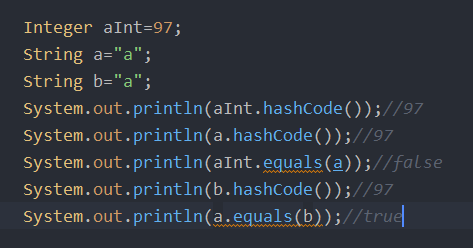 Integer aInt=97;
String a="a";
String b="a";
System.out.println(aInt.hashCode());//97
System.out.println(a.hashCode());//97
System.out.println(aInt.equals(a));//false
System.out.println(b.hashCode());//97
System.out.println(a.equals(b));//true